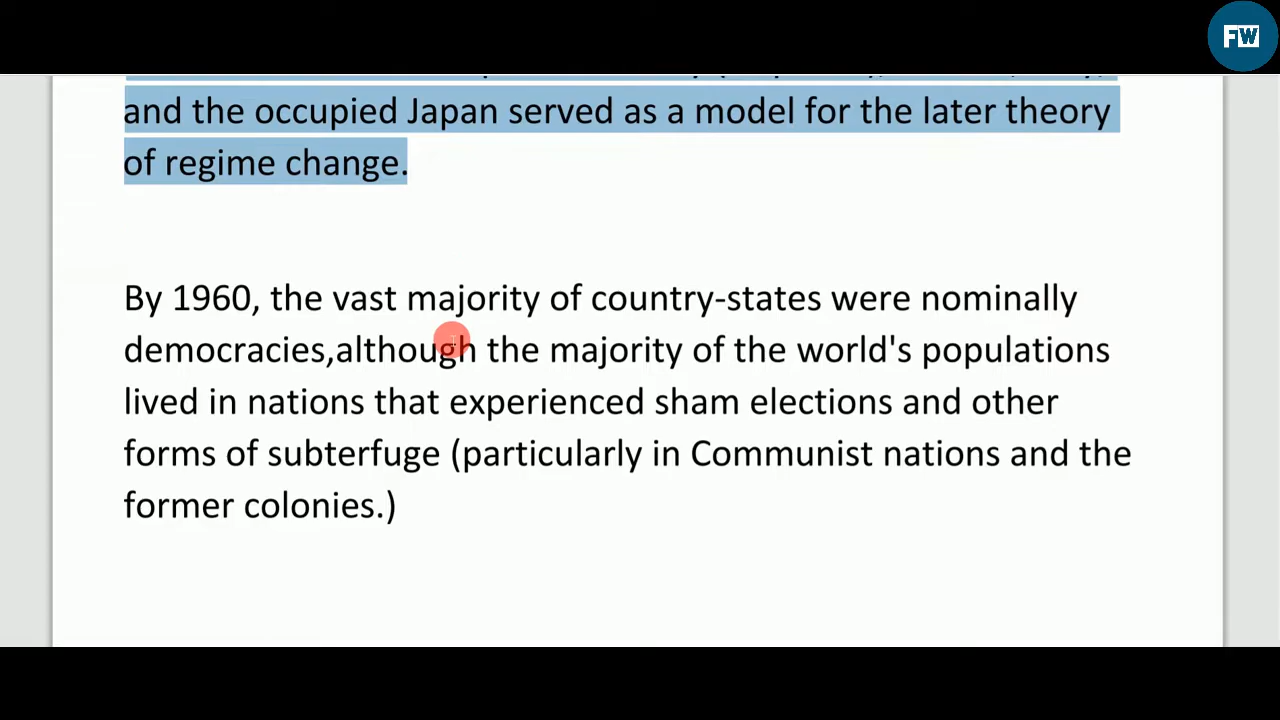 FW
and the occupied Japan served as a model for the later theory
of regime change.
By 1960, the vast majority of country-states were nominally
democracies,although the majority of the world's populations
lived in nations that experienced sham elections and other
forms of subterfuge (particularly in Communist nations and the
former colonies.)